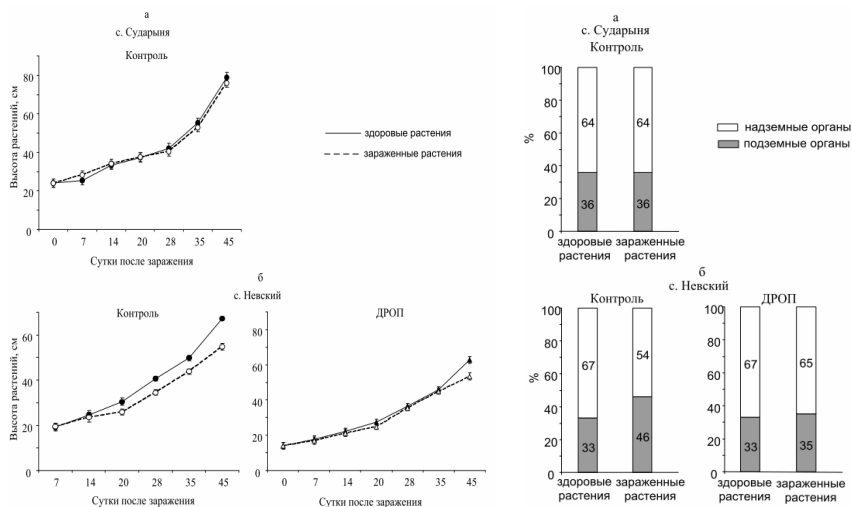 а
с. Сударыня
Контроль
80
60
40
20
0
Высота растений, см
0 7 14 20 28 35 45
Сутки после заражения
здоровые растения
зараженные растения
б
с. Невский
Контроль
60
40
20
0
Высота растений, см
7 14 20 28 35 45
Сутки после заражения
ДРОП
80
60
40
20
0
0 7 14 20 28 35 45
Сутки после заражения
а
с. Сударыня
Контроль
100
80
60
40
20
0
%
64 64
36 36
здоровые зараженные
растения растения
надземные органы
подземные органы
б
с. Невский
Контроль
100
80
60
40
20
0
%
67 54
33 46
здоровые зараженные
растения растения
ДРОП
100
80
60
40
20
0
67 65
33 35
здоровые зараженные
растения растения